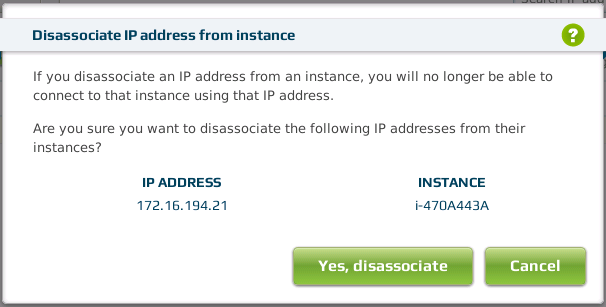 Disassociate IP address from instance
?
If you disassociate an IP address from an instance, you will no longer be able to
connect to that instance using that IP address.
Are you sure you want to disassociate the following IP addresses from their
instances?
IP ADDRESS INSTANCE
172.16.194.21 i-470A443A
Yes, disassociate Cancel